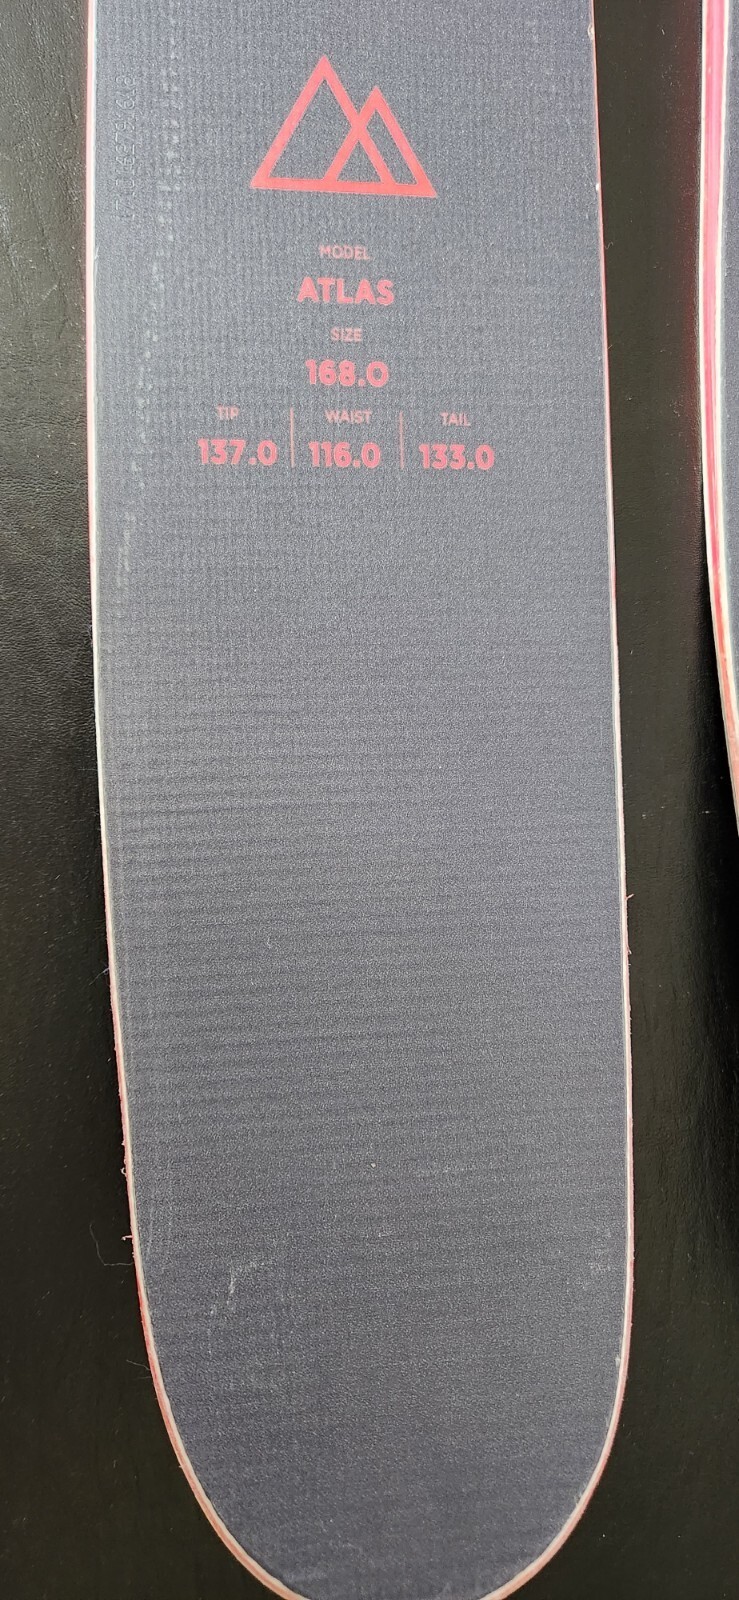 MODEL
ATLAS
SIZE
168.0
TIP WAIST TAIL
137.0 116.0 133.0